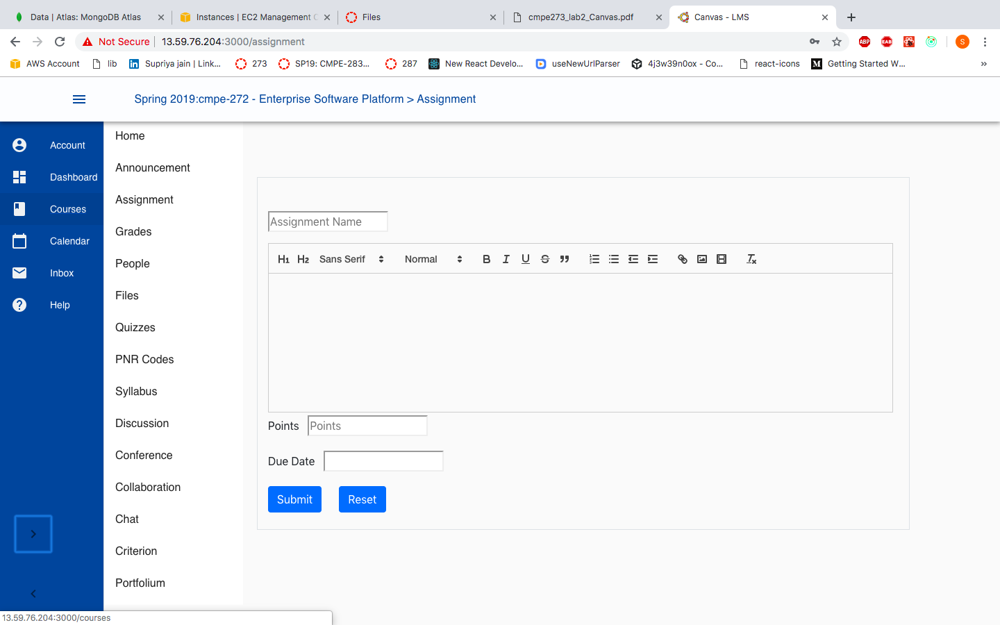 Data | Atlas: MongoDB Atlas
Instances | EC2 Management C
Files
cmpe273_lab2_Canvas.pdf
Canvas - LMS
Not Secure
13.59.76.204:3000/assignment
ABP
EAB
S
AWS Account
lib
Supriya jain | Link...
273
SP19: CMPE-283...
287
New React Develo...
useNewUrlParser
4j3w39n0ox - Co...
react-icons
Getting Started W...
Spring 2019:cmpe-272 - Enterprise Software Platform > Assignment
Account
Dashboard
Courses
Calendar
Inbox
Help
Home
Announcement
Assignment
Grades
People
Files
Quizzes
PNR Codes
Syllabus
Discussion
Conference
Collaboration
Chat
Criterion
Portfolium
Assignment Name
H1 H2 Sans Serif Normal B I U S
Points Points
Due Date
Submit Reset
13.59.76.204:3000/courses